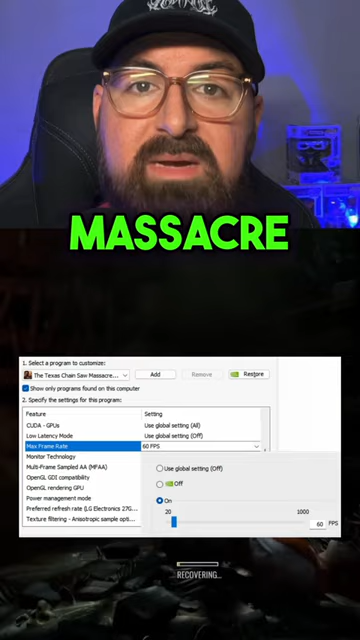 MASSACRE
1. Select a program to customize:
The Texas Chain Saw Massacre...
Add
Remove
Restore
Show only programs found on this computer
2. Specify the settings for this program:
Feature
Setting
CUDA - GPUs
Use global setting (All)
Low Latency Mode
Use global setting (Off)
Max Frame Rate
60 FPS
Monitor Technology
Multi-Frame Sampled AA (MFAA)
Use global setting (Off)
OpenGL GDI compatibility
Off
OpenGL rendering GPU
On
Power management mode
20
1000
Preferred refresh rate (LG Electronics 27G...
Texture filtering - Anisotropic sample opti...
60
FPS
RECOVERING...